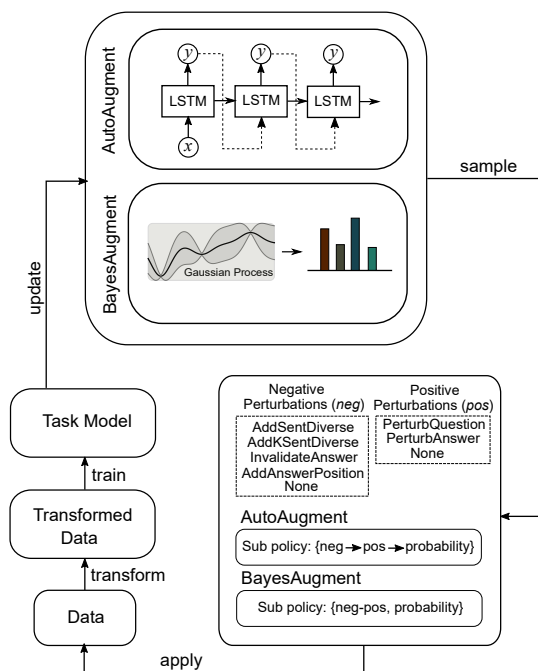 AutoAugment
y
y
y
LSTM
LSTM
LSTM
x
BayesAugment
Gaussian Process
sample
update
Task Model
train
Transformed
Data
transform
Data
apply
Negative
Perturbations (neg)
AddSentDiverse
AddKSentDiverse
InvalidateAnswer
AddAnswerPosition
None
Positive
Perturbations (pos)
PerturbQuestion
PerturbAnswer
None
AutoAugment
Sub policy: {neg→pos→probability}
BayesAugment
Sub policy: {neg-pos, probability}